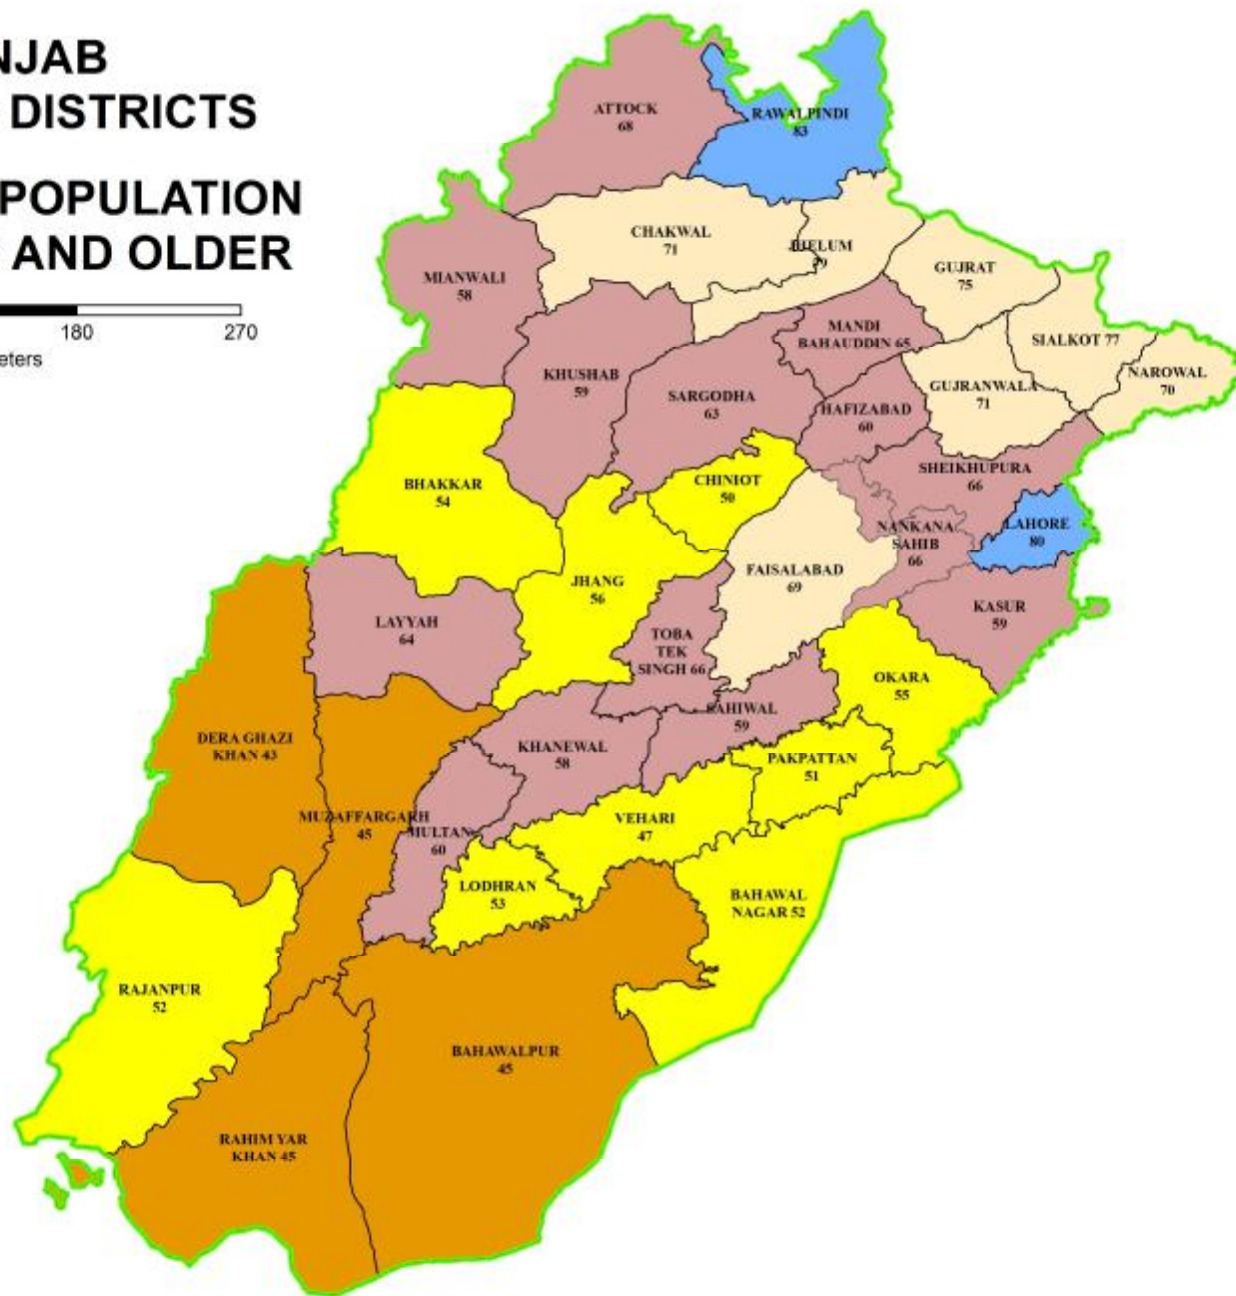 NJAB
DISTRICTS
POPULATION
AND OLDER
180 270
eters
ATTOCK
68
RAWALPINDI
83
CHAKWAL
71
JHELUM
79
GUJRAT
75
MIANWALI
58
MANDI
BAHAUDDIN 65
SIALKOT 77
NAROWAL
70
KHUSHAB
59
SARGODHA
63
HAFIZABAD
60
GUJRANWALA
71
SHEIKHUPURA
66
BHAKKAR
54
CHINIOT
50
NANKANA
SAHIB
66
LAHORE
80
JHANG
56
FAISALABAD
69
KASUR
59
LAYYAH
64
TOBA
TEK
SINGH 66
OKARA
55
SAHIWAL
59
DERA GHAZI
KHAN 43
KHANEWAL
58
PAKPATTAN
51
MUZAFFARGARH
45
MULTAN
60
VEHARI
47
LODHRAN
53
BAHAWAL
NAGAR 52
RAJANPUR
52
BAHAWALPUR
45
RAHIM YAR
KHAN 45